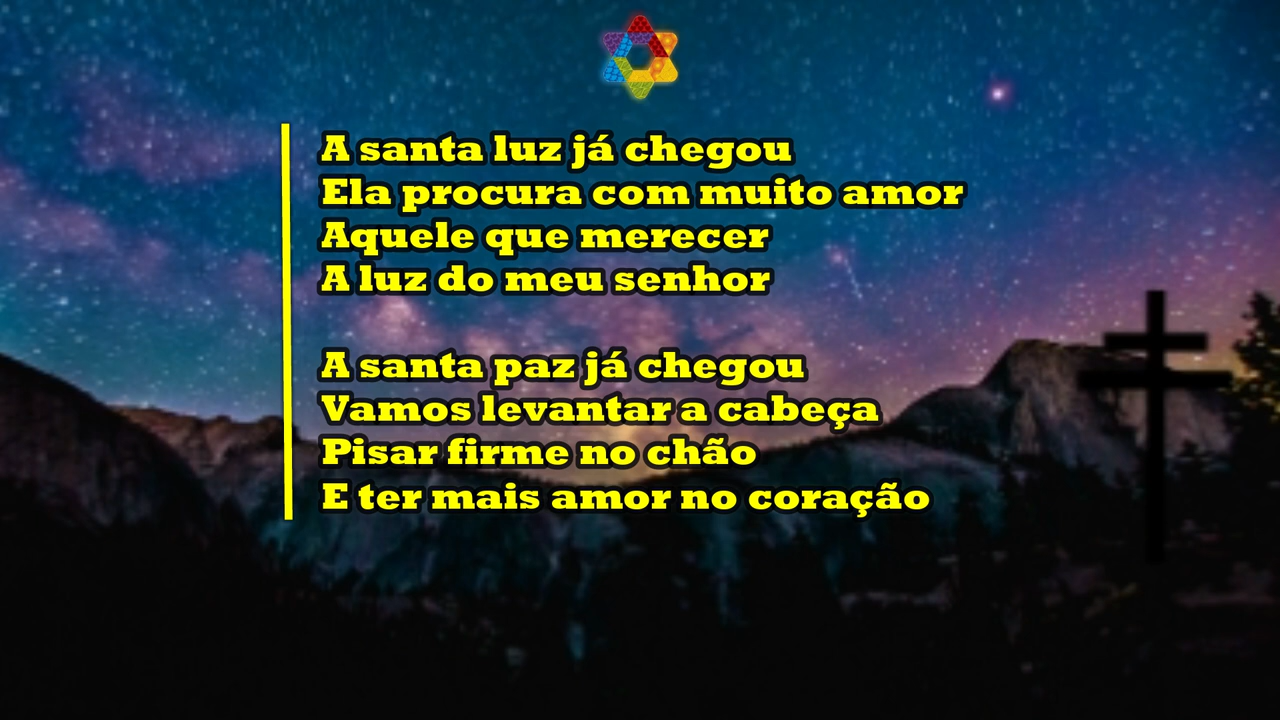 A santa luz já chegou
Ela procura com muito amor
Aquele que merecer
A luz do meu senhor
A santa paz já chegou
Vamos levantar a cabeça
Pisar firme no chão
E ter mais amor no coração